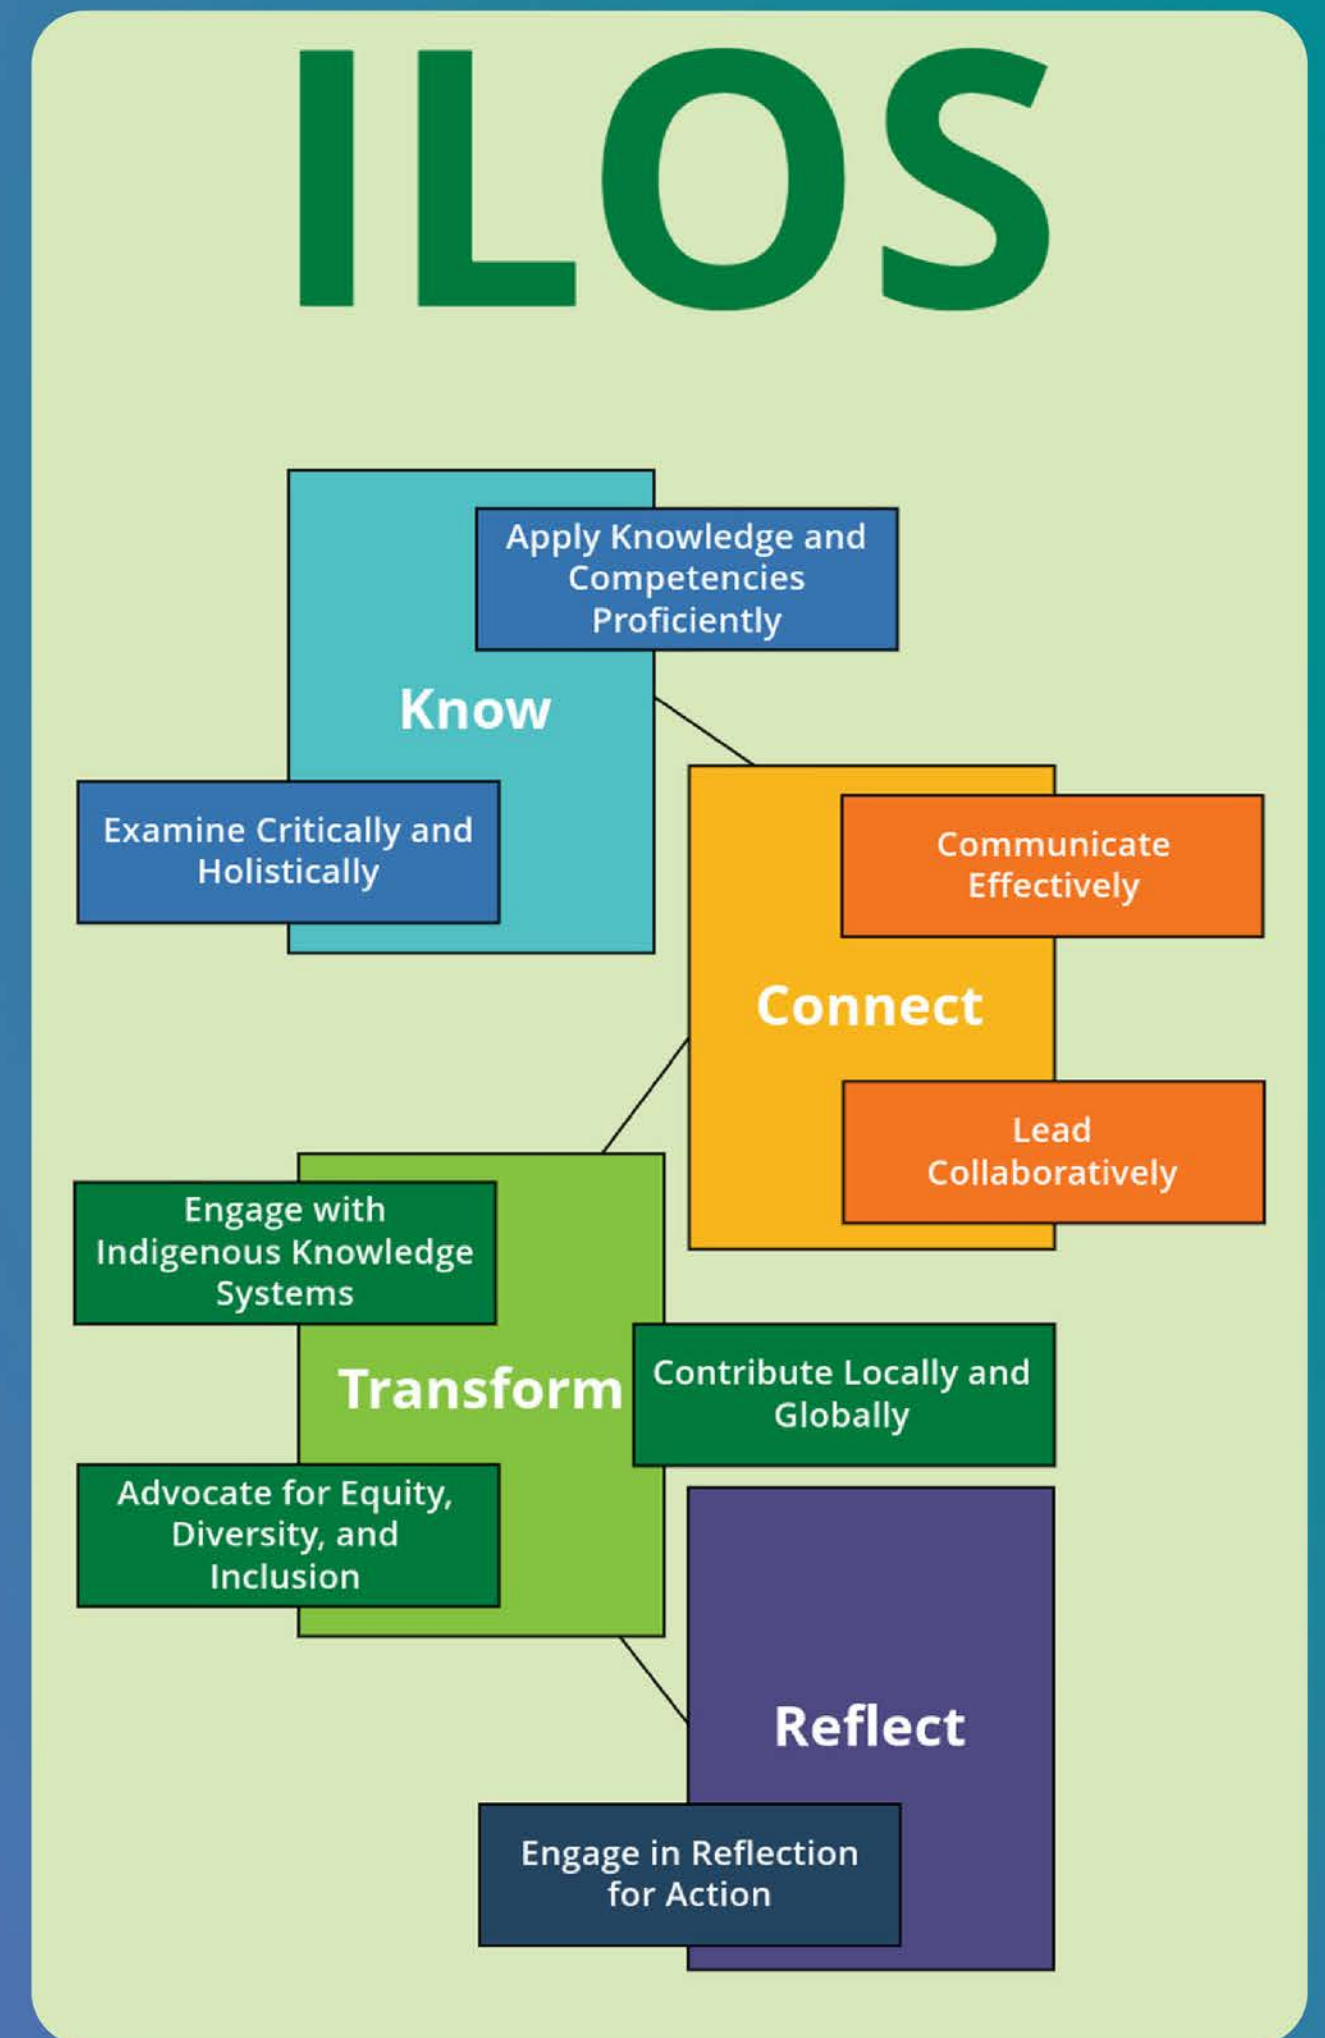 ILOS
Apply Knowledge and
Competencies
Proficiently
Know
Examine Critically and
Holistically
Communicate
Effectively
Connect
Lead
Collaboratively
Engage with
Indigenous Knowledge
Systems
Transform
Contribute Locally and
Globally
Advocate for Equity,
Diversity, and
Inclusion
Reflect
Engage in Reflection
for Action